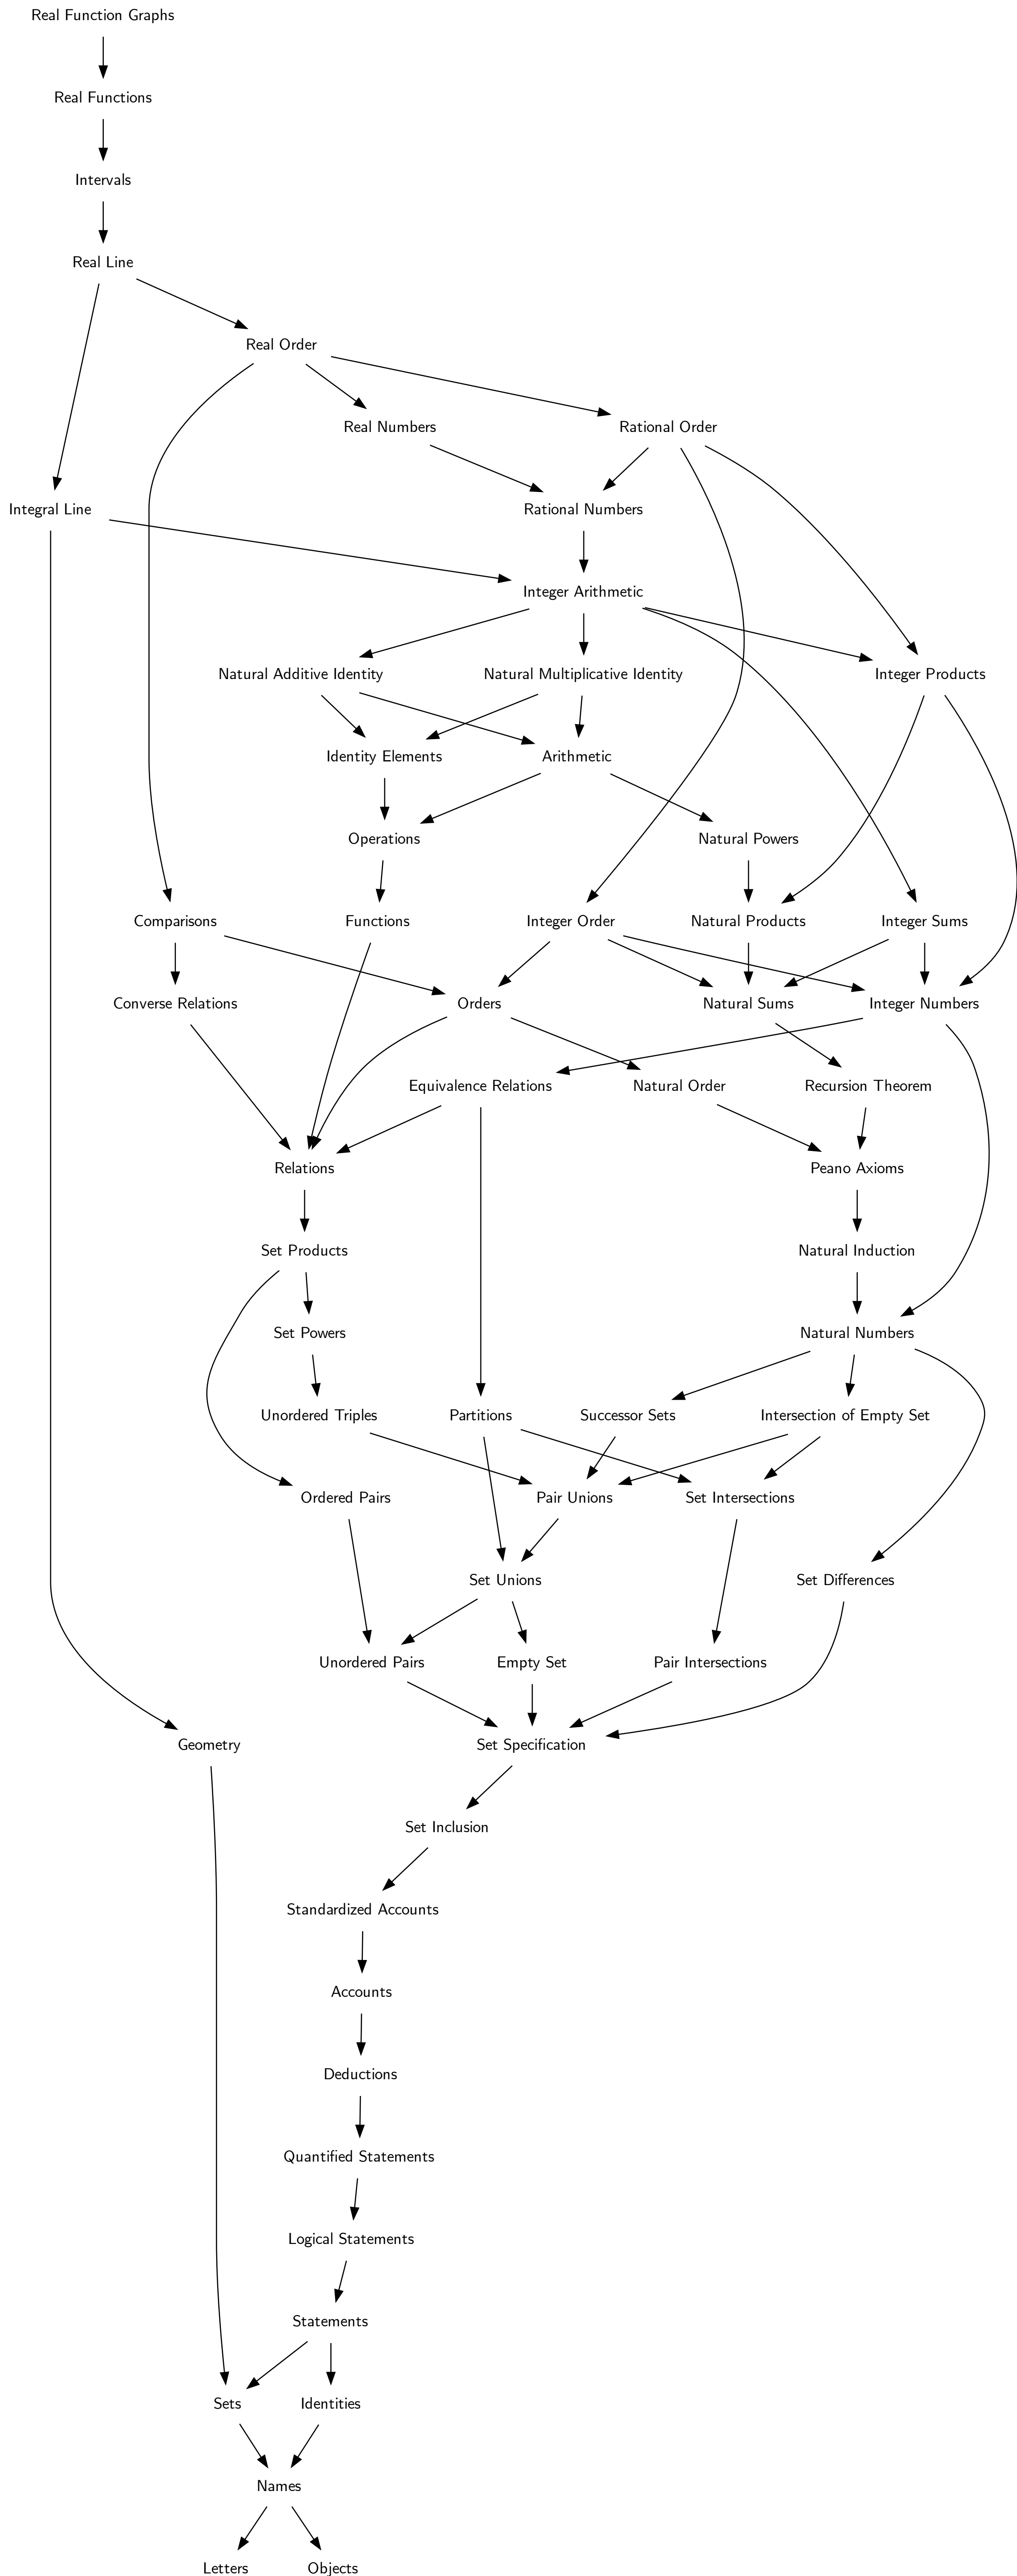 Real Function Graphs
Real Functions
Intervals
Real Line
Real Order
Real Numbers
Rational Order
Integral Line
Rational Numbers
Integer Arithmetic
Natural Additive Identity
Natural Multiplicative Identity
Integer Products
Identity Elements
Arithmetic
Operations
Natural Powers
Comparisons
Functions
Integer Order
Natural Products
Integer Sums
Converse Relations
Orders
Natural Sums
Integer Numbers
Equivalence Relations
Natural Order
Recursion Theorem
Relations
Peano Axioms
Set Products
Natural Induction
Set Powers
Natural Numbers
Unordered Triples
Partitions
Successor Sets
Intersection of Empty Set
Ordered Pairs
Pair Unions
Set Intersections
Set Unions
Set Differences
Unordered Pairs
Empty Set
Pair Intersections
Geometry
Set Specification
Set Inclusion
Standardized Accounts
Accounts
Deductions
Quantified Statements
Logical Statements
Statements
Sets
Identities
Names
Letters
Objects